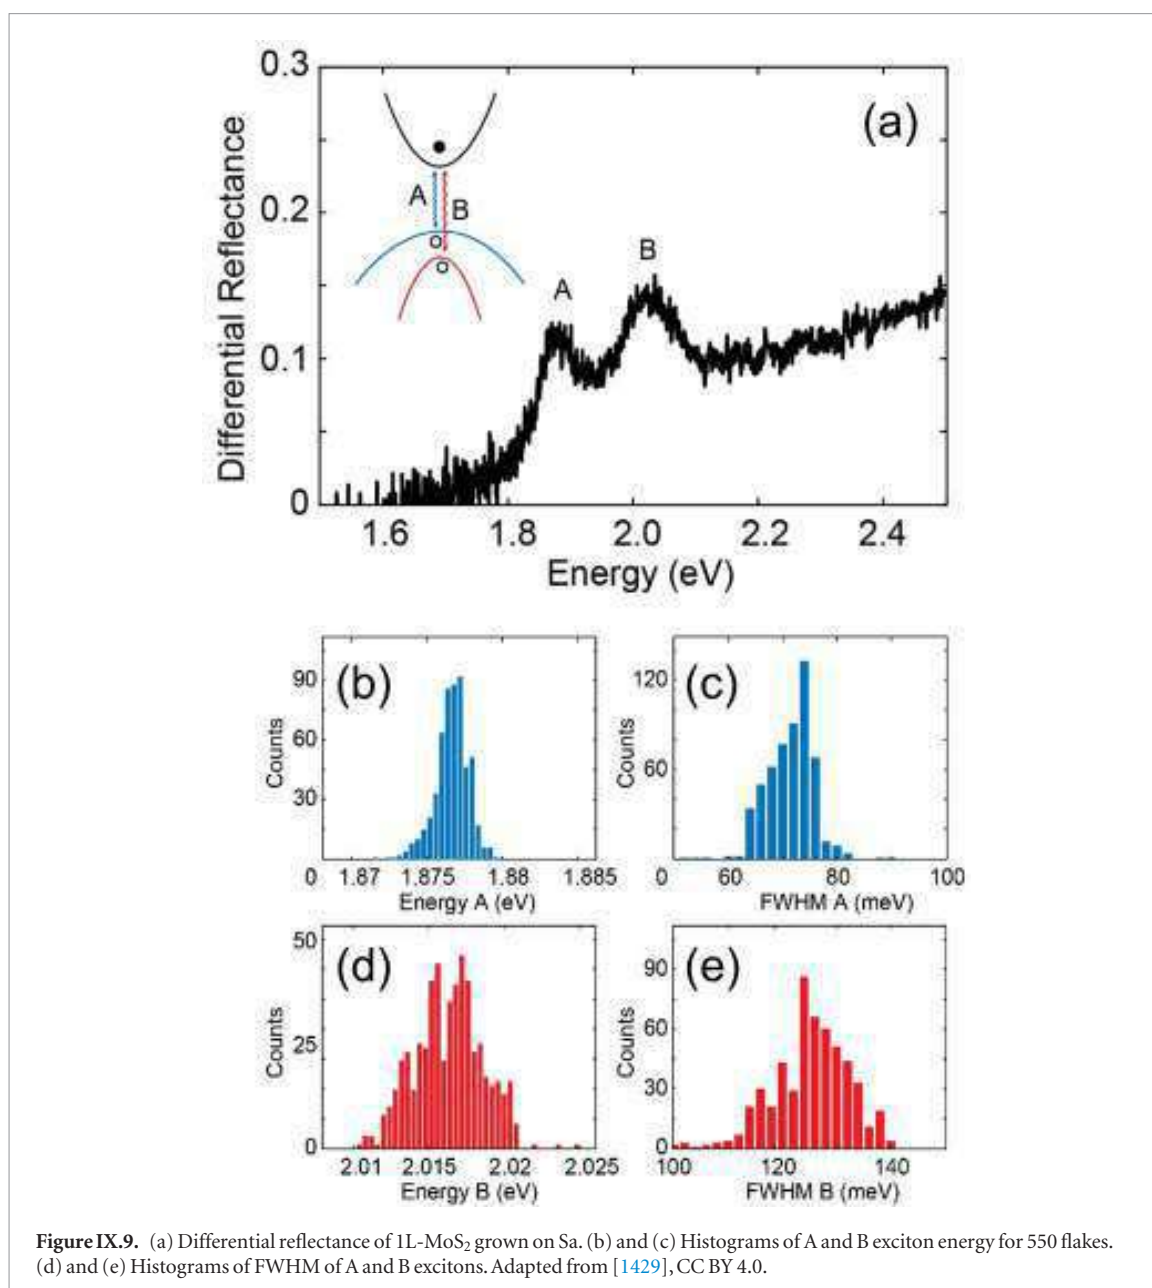 0.3
(a)
Differential Reflectance
A
B
0.2
B
A
0.1
0
1.6 1.8 2.0 2.2 2.4
Energy (eV)
(b)
90
60
30
Counts
0 1.87 1.875 1.88 1.885
Energy A (eV)
(c)
120
60
Counts
60 80 100
FWHM A (meV)
(d)
50
25
0
Counts
2.01 2.015 2.02 2.025
Energy B (eV)
(e)
90
60
30
0
Counts
100 120 140
FWHM B (meV)
Figure IX.9. (a) Differential reflectance of 1L-MoS₂ grown on Sa. (b) and (c) Histograms of A and B exciton energy for 550 flakes.
(d) and (e) Histograms of FWHM of A and B excitons. Adapted from [1429], CC BY 4.0.